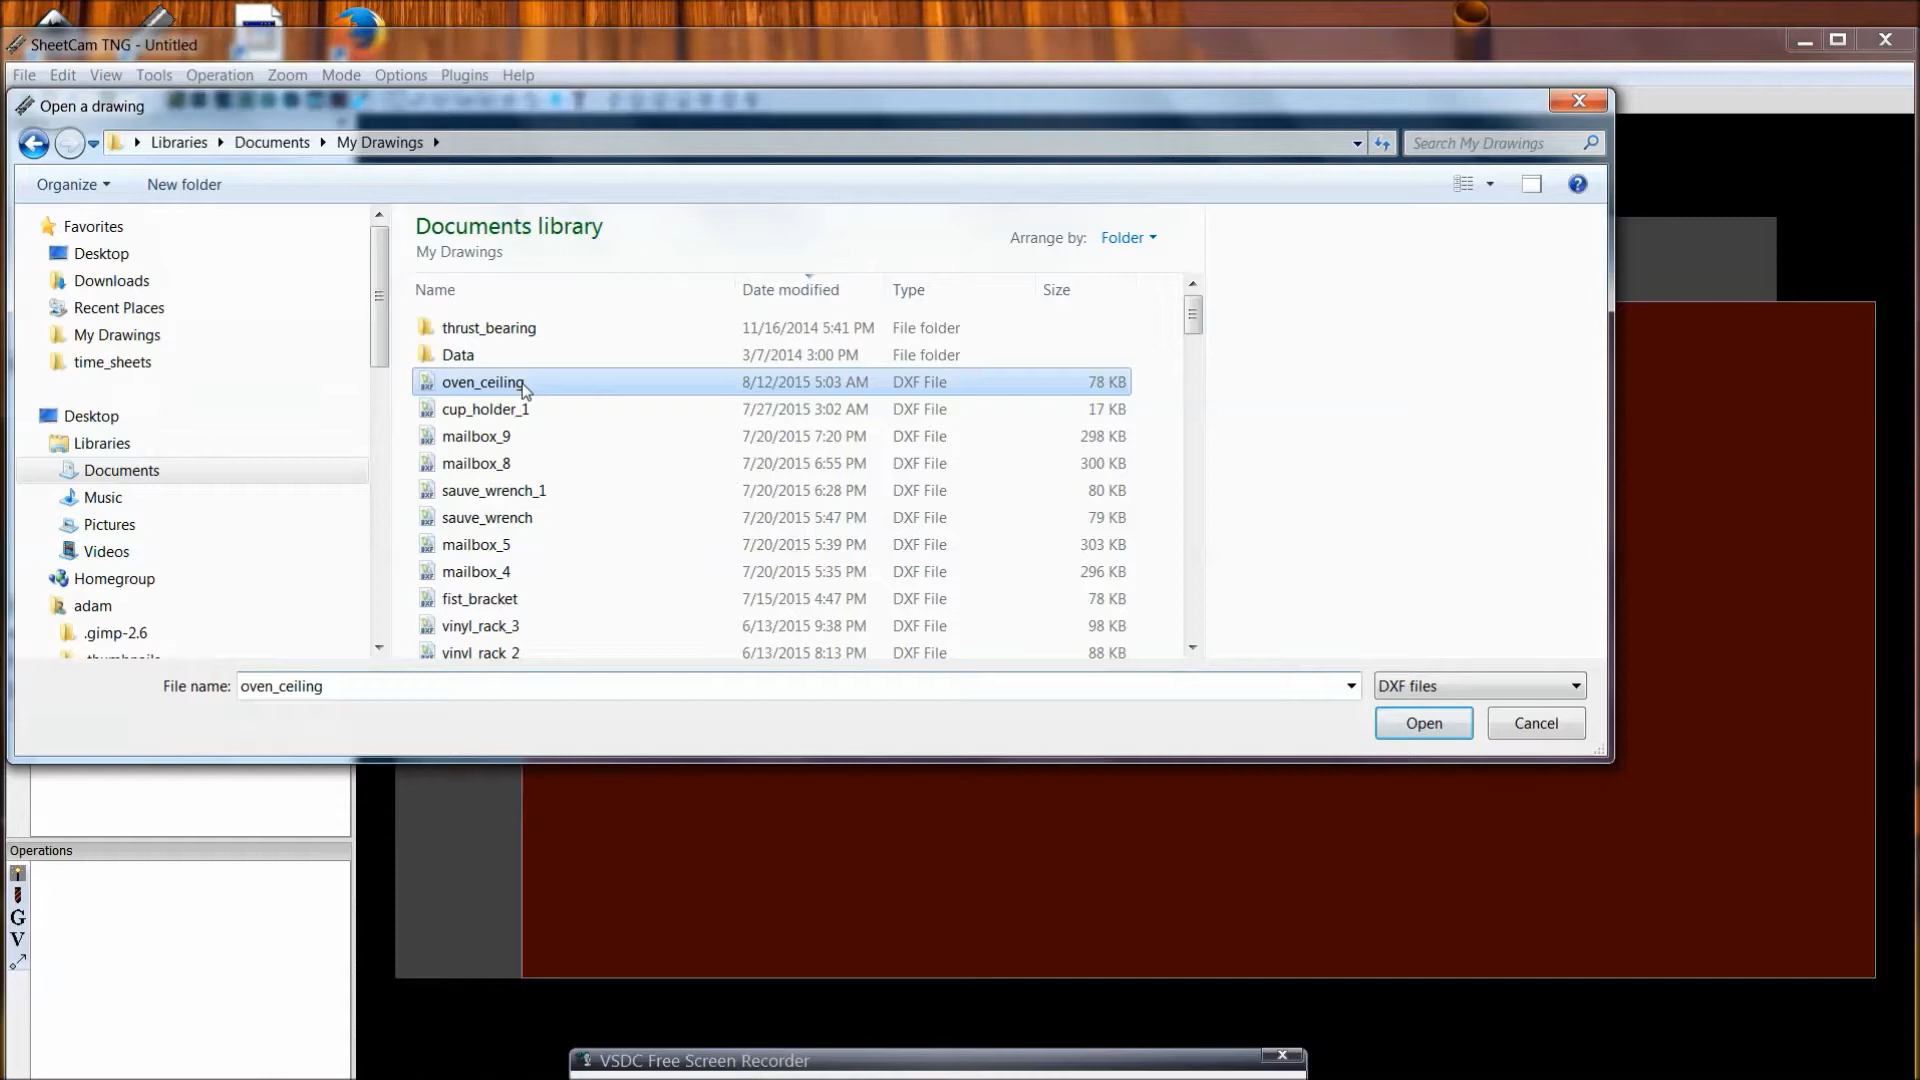 SheetCam TNG - Untitled
File Edit View Tools Operation Zoom Mode Options Plugins Help
Open a drawing
Libraries Documents My Drawings
Search My Drawings
Organize New folder
Favorites
Desktop
Downloads
Recent Places
My Drawings
time_sheets
Desktop
Libraries
Documents
Music
Pictures
Videos
Homegroup
adam
.gimp-2.6
.thumbnails
Documents library
My Drawings
Arrange by: Folder
Name Date modified Type Size
thrust_bearing 11/16/2014 5:41 PM File folder
Data 3/7/2014 3:00 PM File folder
oven_ceiling 8/12/2015 5:03 AM DXF File 78 KB
cup_holder_1 7/27/2015 3:02 AM DXF File 17 KB
mailbox_9 7/20/2015 7:20 PM DXF File 298 KB
mailbox_8 7/20/2015 6:55 PM DXF File 300 KB
sauve_wrench_1 7/20/2015 6:28 PM DXF File 80 KB
sauve_wrench 7/20/2015 5:47 PM DXF File 79 KB
mailbox_5 7/20/2015 5:39 PM DXF File 303 KB
mailbox_4 7/20/2015 5:35 PM DXF File 296 KB
fist_bracket 7/15/2015 4:47 PM DXF File 78 KB
vinyl_rack_3 6/13/2015 9:38 PM DXF File 98 KB
vinyl_rack_2 6/13/2015 8:13 PM DXF File 88 KB
File name: oven_ceiling
DXF files
Open Cancel
Operations
G
V
VSDC Free Screen Recorder